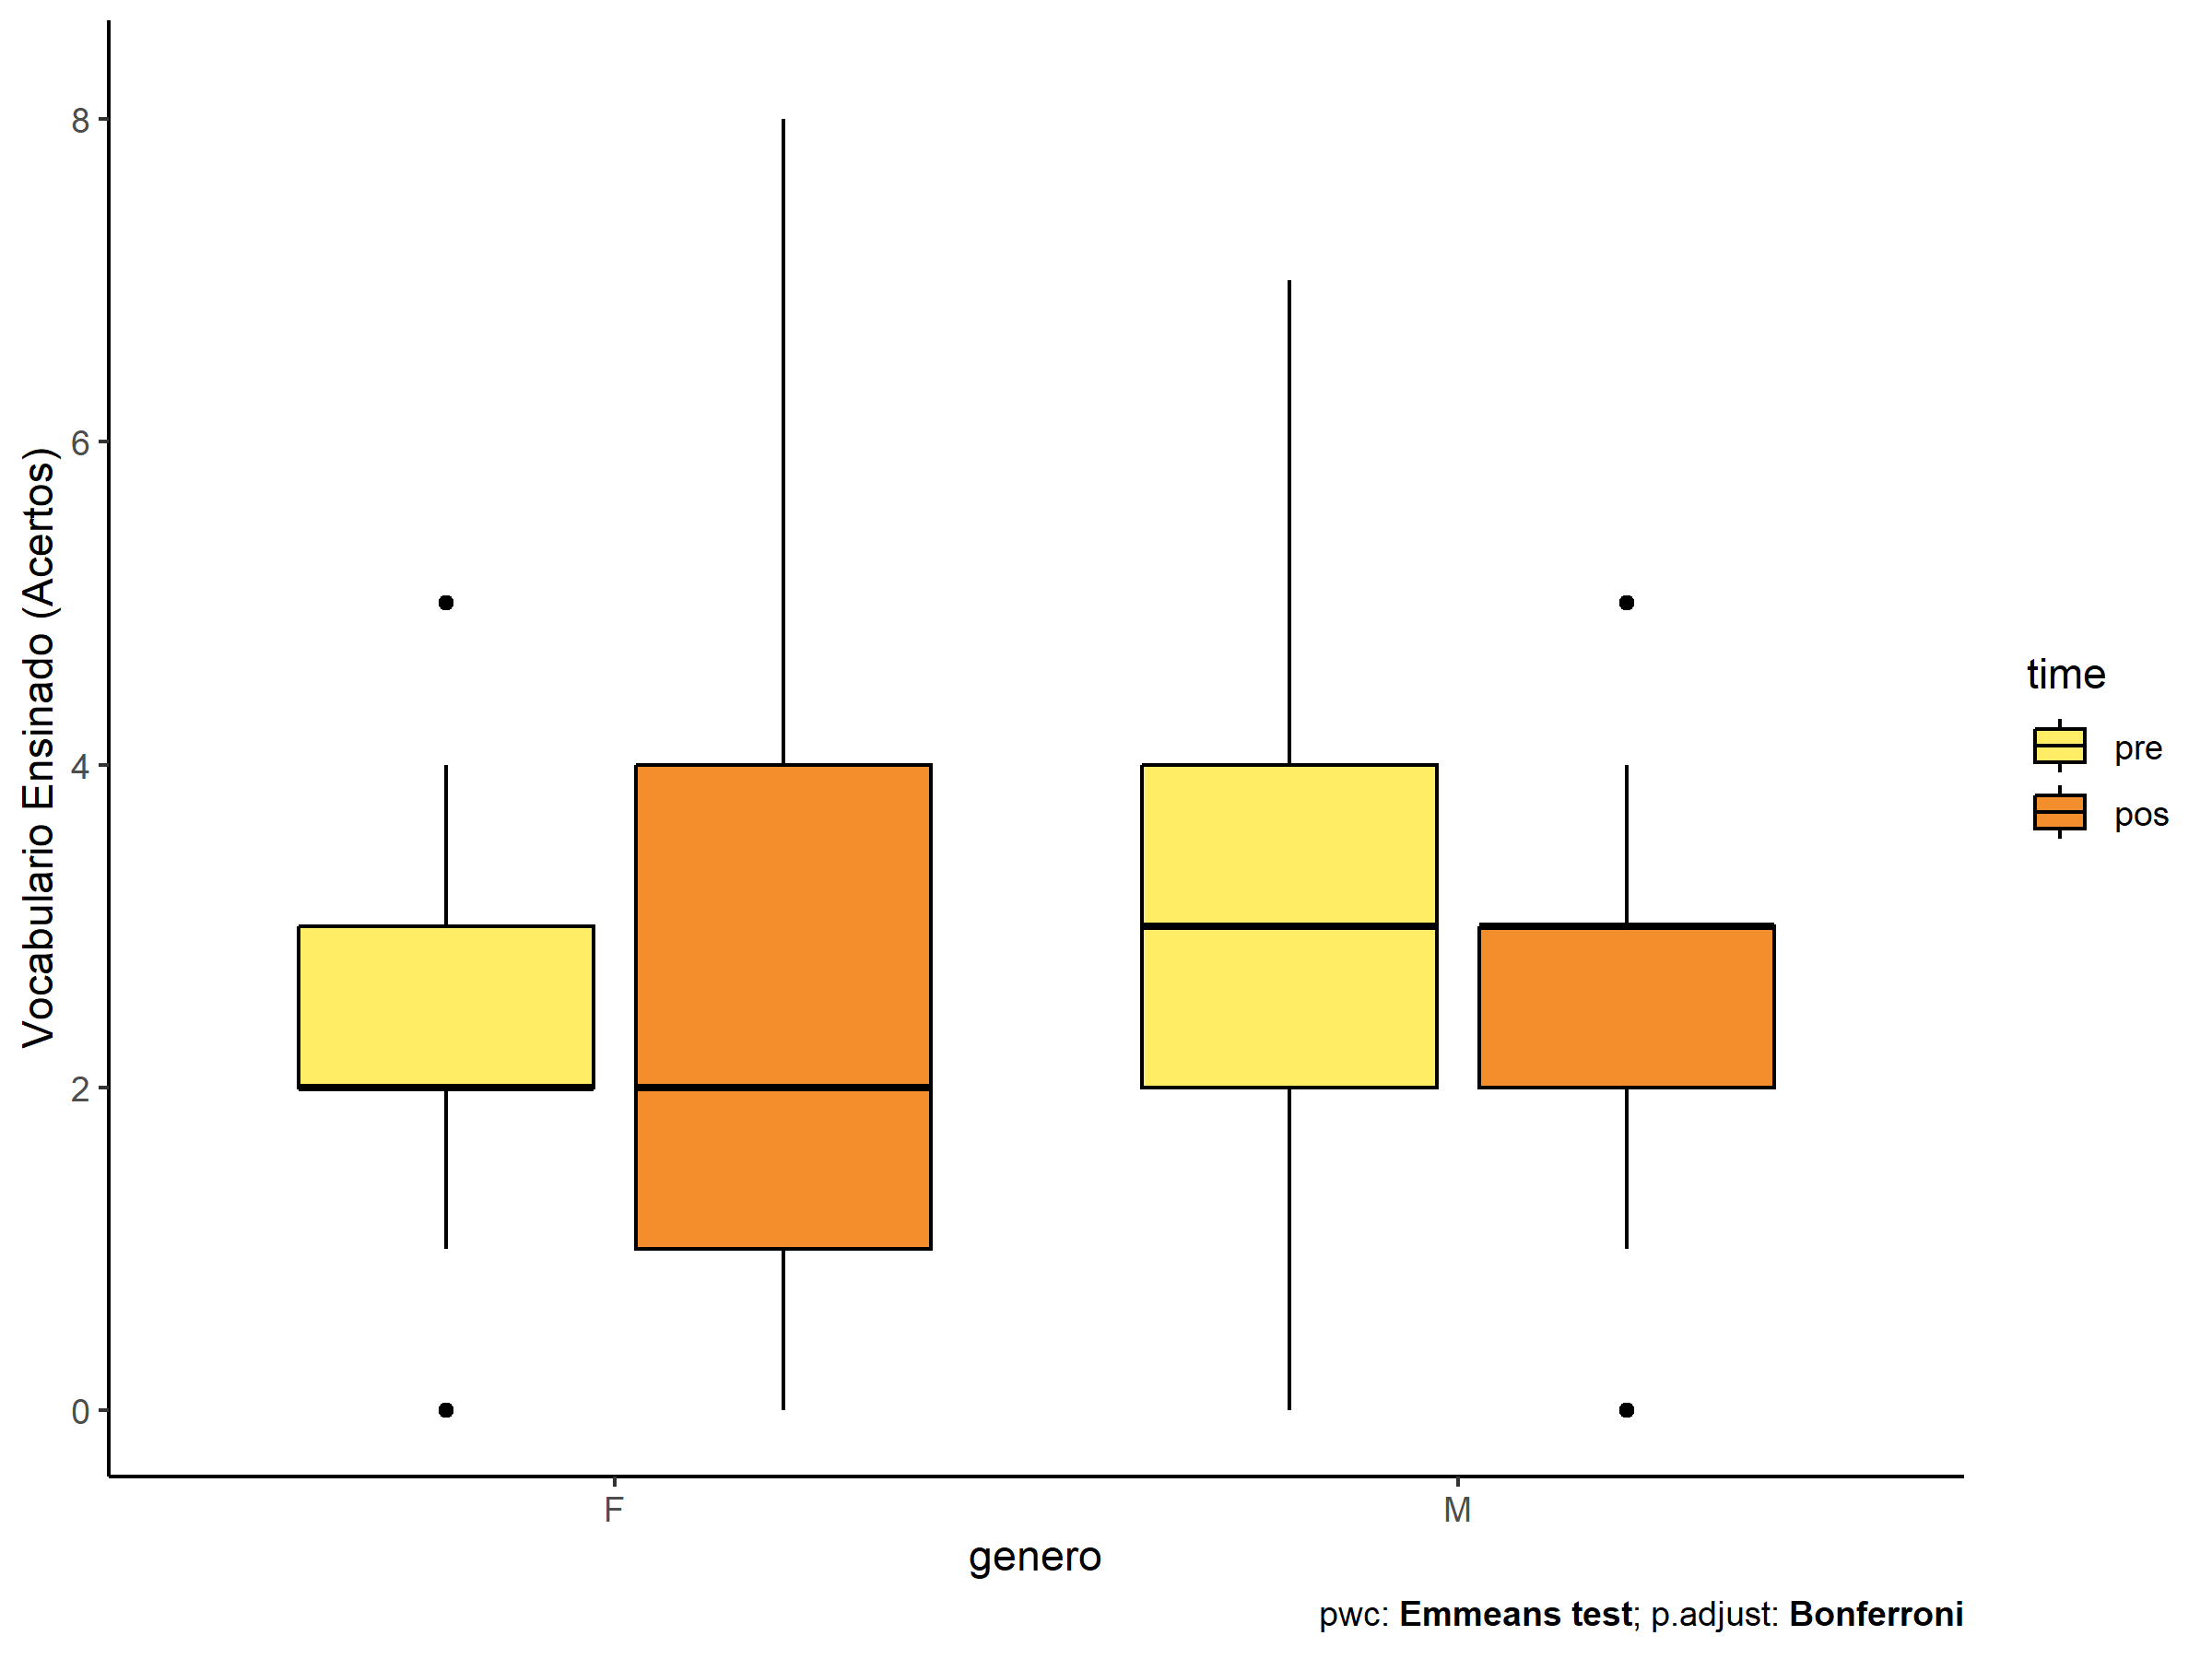 Vocabulario Ensinado (Acertos)
8
6
4
2
0
F
M
genero
time
pre
pos
pwc: Emmeans test; p.adjust: Bonferroni